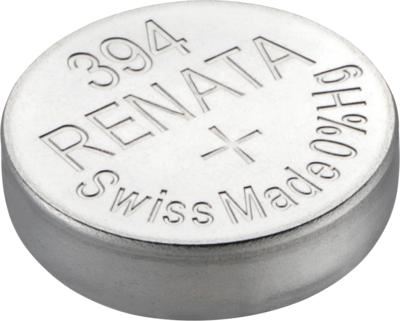 394
RENATA
+
Swiss Made 0%Hg